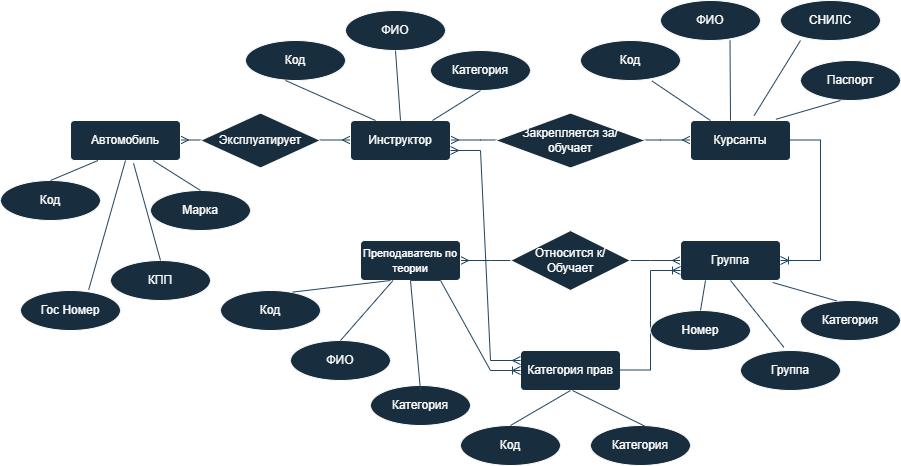 ФИО
Код
Категория
ФИО
СНИЛС
Код
Паспорт
Автомобиль
Эксплуатирует
Инструктор
Закрепляется за/
обучает
Курсанты
Код
Марка
КПП
Гос Номер
Преподаватель по
теории
Относится к/
Обучает
Группа
Код
ФИО
Категория
Номер
Категория
Группа
Категория прав
Код
Категория